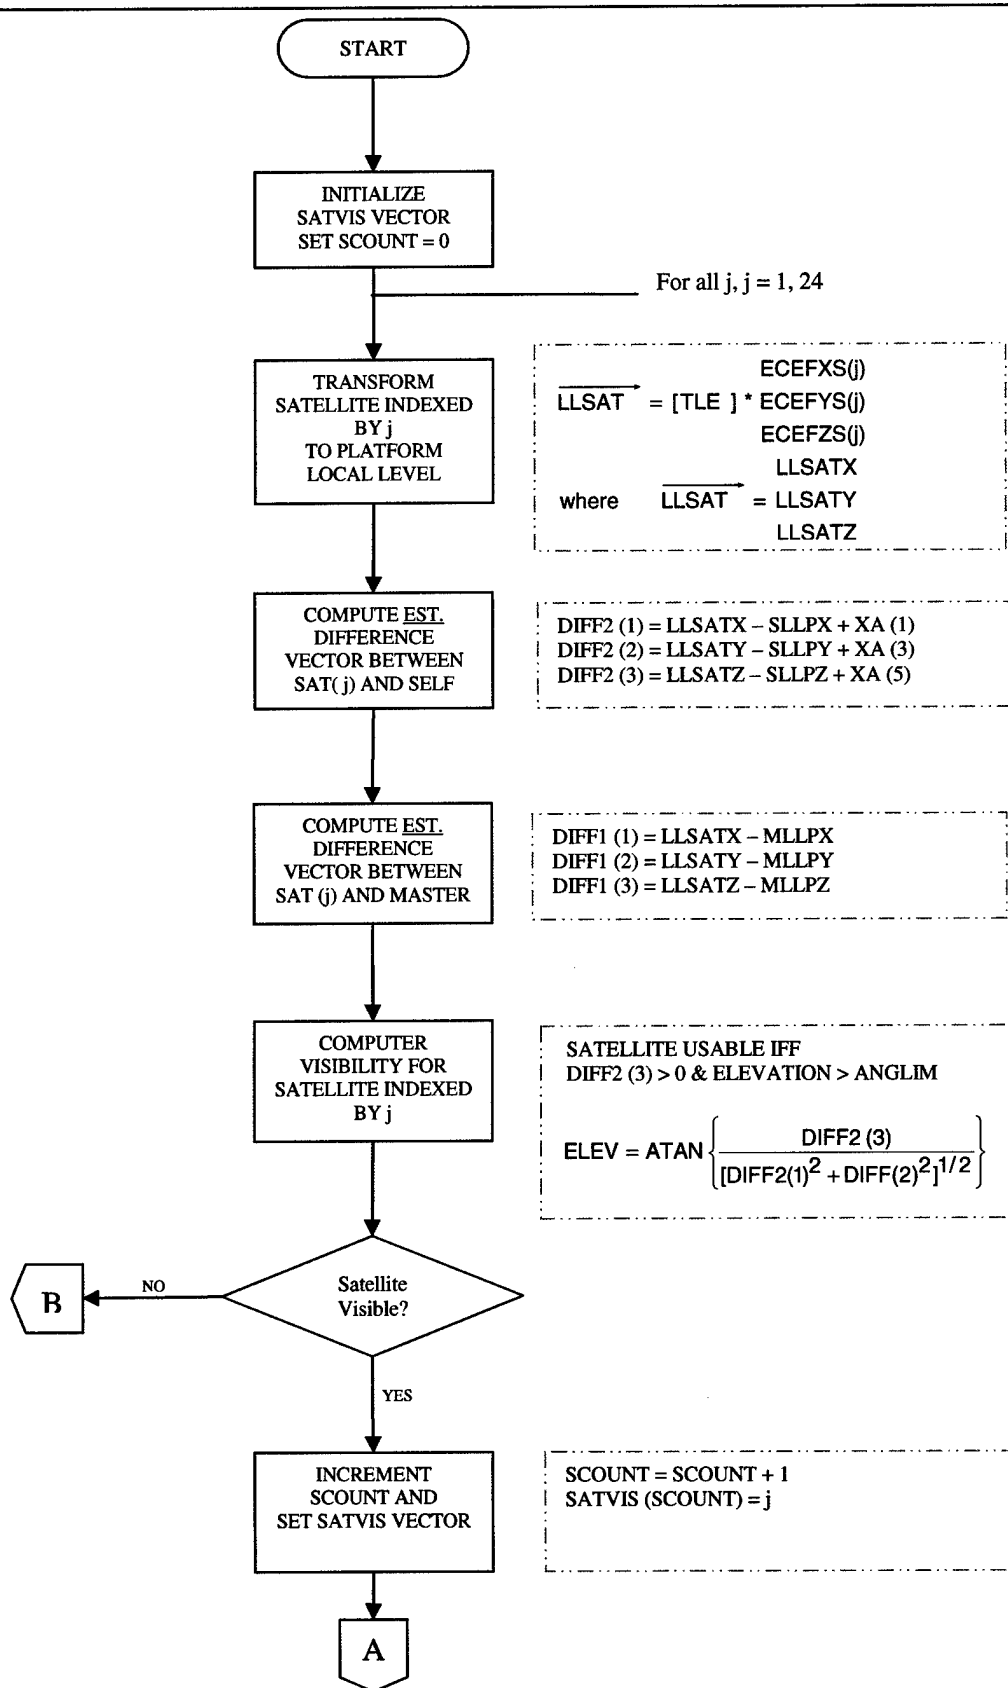 START
INITIALIZE
SATVIS VECTOR
SET SCOUNT = 0
For all j, j = 1, 24
TRANSFORM
SATELLITE INDEXED
BY j
TO PLATFORM
LOCAL LEVEL
ECEFXS(j)
LLSAT = [TLE ] * ECEFYS(j)
ECEFZS(j)
LLSATX
where LLSAT = LLSATY
LLSATZ
COMPUTE EST.
DIFFERENCE
VECTOR BETWEEN
SAT( j) AND SELF
DIFF2 (1) = LLSATX – SLLPX + XA (1)
DIFF2 (2) = LLSATY – SLLPY + XA (3)
DIFF2 (3) = LLSATZ – SLLPZ + XA (5)
COMPUTE EST.
DIFFERENCE
VECTOR BETWEEN
SAT (j) AND MASTER
DIFF1 (1) = LLSATX – MLLPX
DIFF1 (2) = LLSATY – MLLPY
DIFF1 (3) = LLSATZ – MLLPZ
COMPUTER
VISIBILITY FOR
SATELLITE INDEXED
BY j
SATELLITE USABLE IFF
DIFF2 (3) > 0 & ELEVATION > ANGLIM
ELEV = ATAN { DIFF2 (3) / [DIFF2(1)² + DIFF(2)²]^1/2 }
Satellite
Visible?
NO
B
YES
INCREMENT
SCOUNT AND
SET SATVIS VECTOR
SCOUNT = SCOUNT + 1
SATVIS (SCOUNT) = j
A